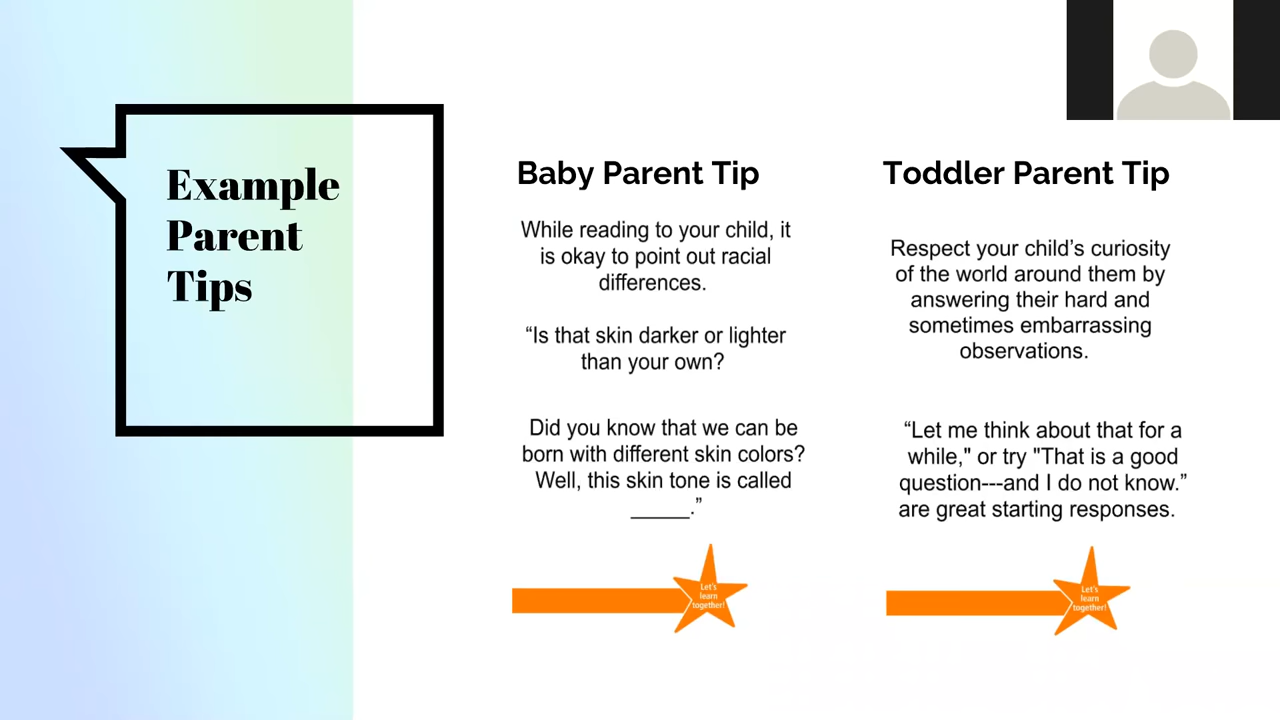 Example
Parent
Tips
Baby Parent Tip
While reading to your child, it
is okay to point out racial
differences.
“Is that skin darker or lighter
than your own?
Did you know that we can be
born with different skin colors?
Well, this skin tone is called
_____.”
Let's
learn
together!
Toddler Parent Tip
Respect your child’s curiosity
of the world around them by
answering their hard and
sometimes embarrassing
observations.
“Let me think about that for a
while," or try "That is a good
question---and I do not know.”
are great starting responses.
Let's
learn
together!